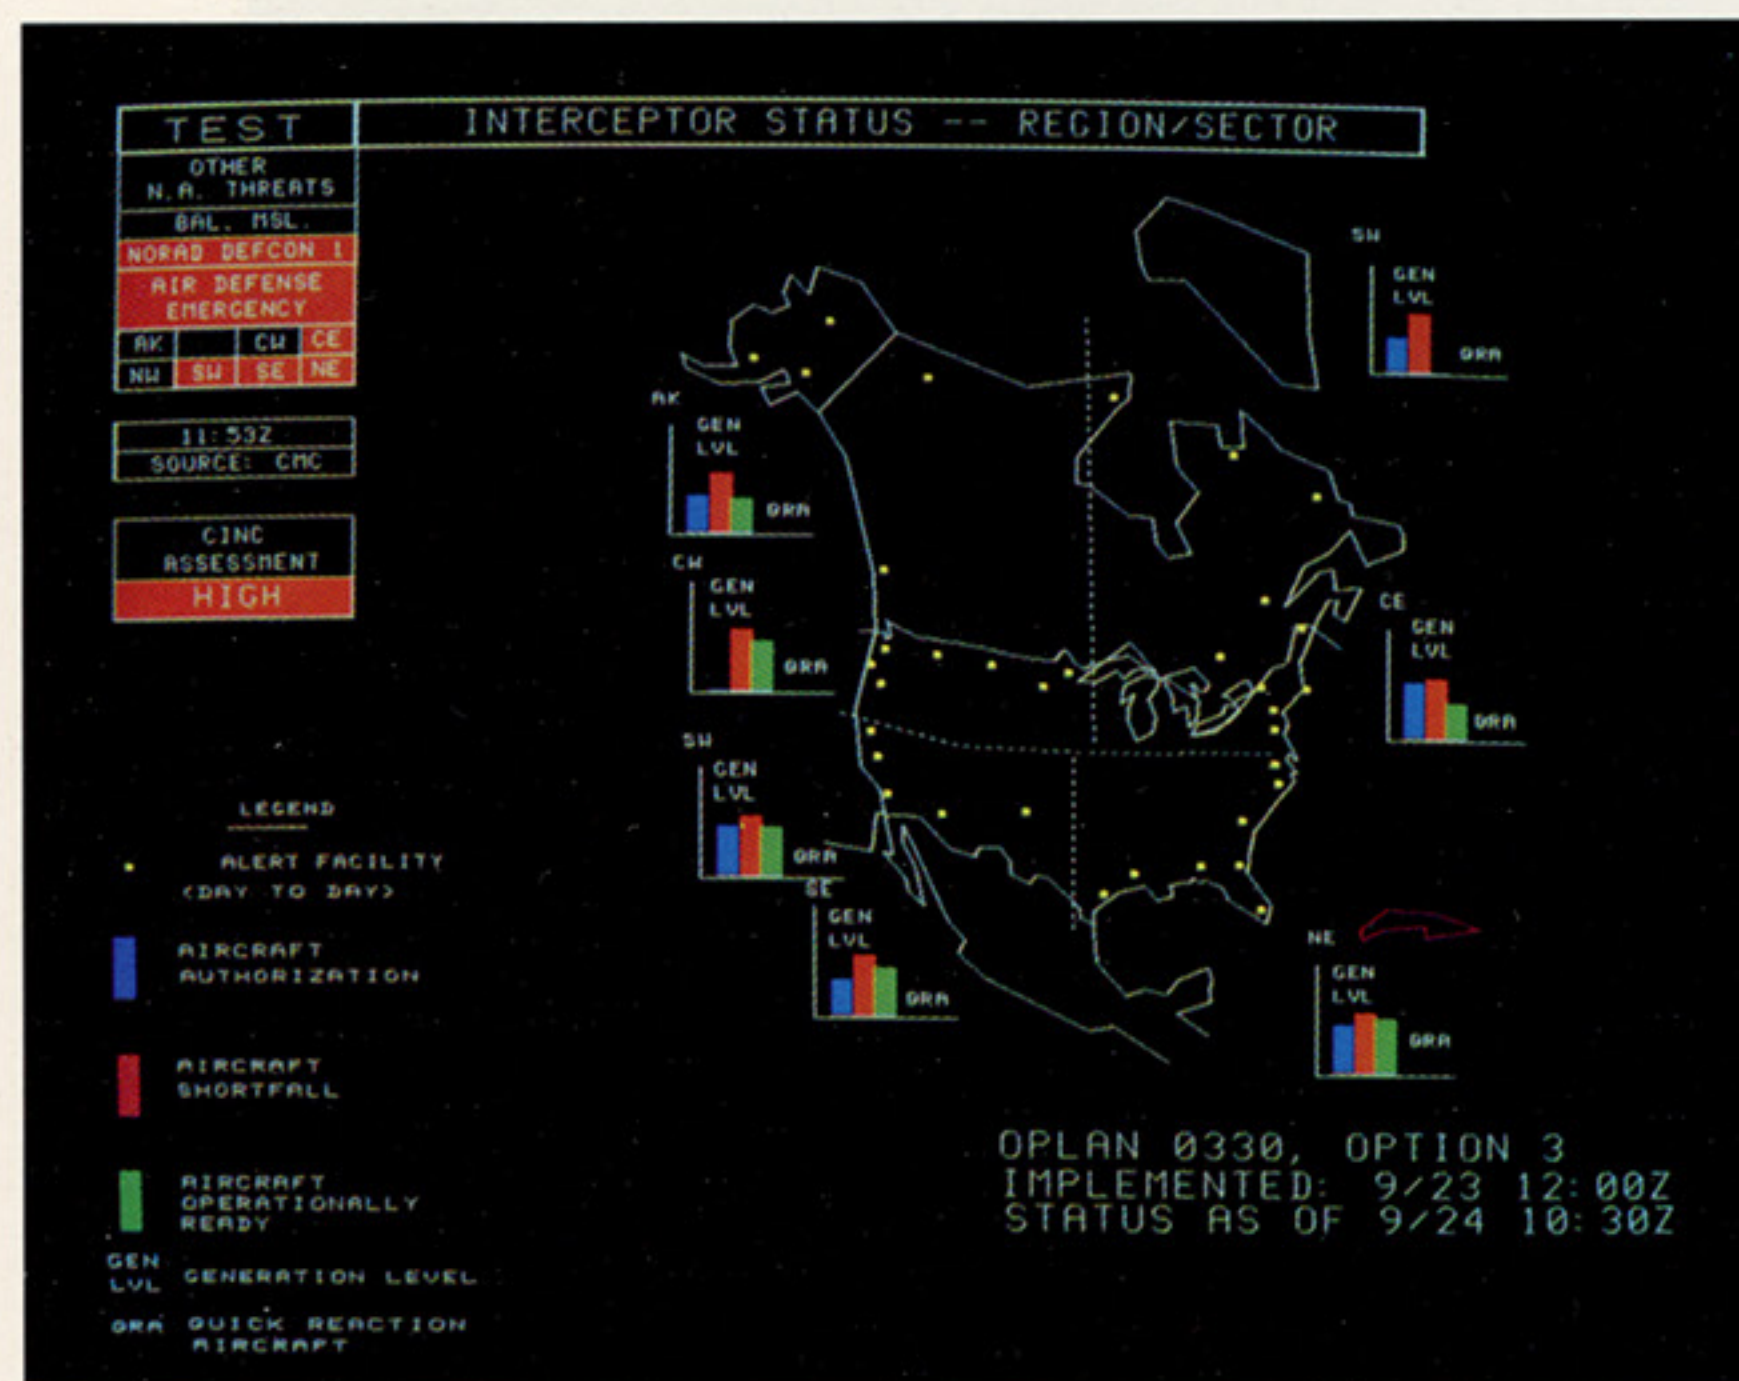 TEST
INTERCEPTOR STATUS -- REGION/SECTOR
OTHER
N.A. THREATS
BAL. MSL.
NORAD DEFCON 1
AIR DEFENSE
EMERGENCY
AK CW CE
NW SW SE NE
11:53Z
SOURCE: CMC
CINC
ASSESSMENT
HIGH
SW
GEN
LVL
QRA
AK
GEN
LVL
QRA
CW
GEN
LVL
QRA
CE
GEN
LVL
QRA
SW
GEN
LVL
QRA
SE
GEN
LVL
QRA
NE
GEN
LVL
QRA
LEGEND
ALERT FACILITY
(DAY TO DAY)
AIRCRAFT
AUTHORIZATION
AIRCRAFT
SHORTFALL
AIRCRAFT
OPERATIONALLY
READY
GEN
LVL GENERATION LEVEL
QRA QUICK REACTION
AIRCRAFT
OPLAN 0330, OPTION 3
IMPLEMENTED: 9/23 12:00Z
STATUS AS OF 9/24 10:30Z